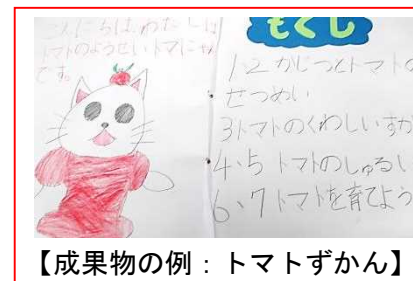 こんにちは、わたしは
トマトのようせいトマにゃ
です。
もくじ
1・2 かじつとトマトの
せつめい
3トマトのくわしいすが
4・5 トマトのしゅるい
6、7トマトを育てよう
【成果物の例：トマトずかん】